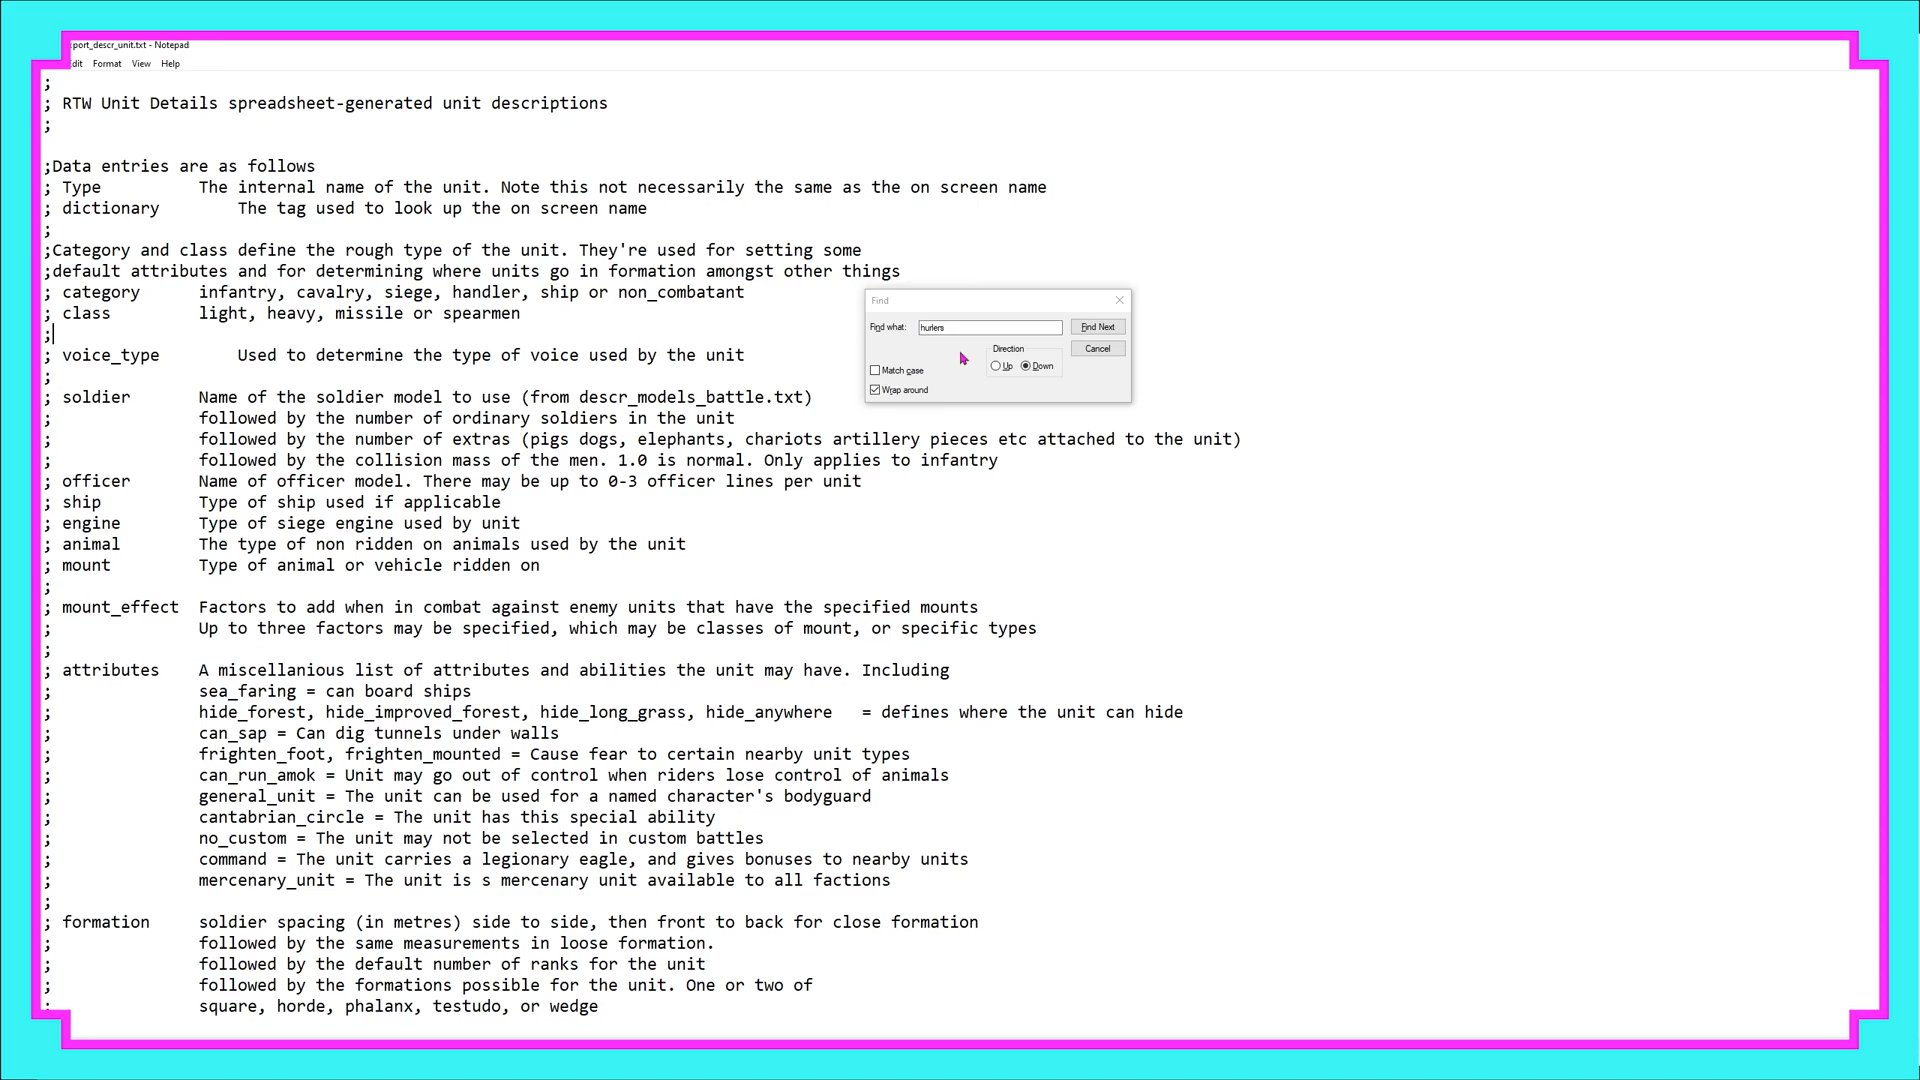 port_descr_unit.txt - Notepad
dit Format View Help
;
; RTW Unit Details spreadsheet-generated unit descriptions
;
;Data entries are as follows
; Type The internal name of the unit. Note this not necessarily the same as the on screen name
; dictionary The tag used to look up the on screen name
;
;Category and class define the rough type of the unit. They're used for setting some
;default attributes and for determining where units go in formation amongst other things
; category infantry, cavalry, siege, handler, ship or non_combatant
; class light, heavy, missile or spearmen
;
; voice_type Used to determine the type of voice used by the unit
;
; soldier Name of the soldier model to use (from descr_models_battle.txt)
; followed by the number of ordinary soldiers in the unit
; followed by the number of extras (pigs dogs, elephants, chariots artillery pieces etc attached to the unit)
; followed by the collision mass of the men. 1.0 is normal. Only applies to infantry
; officer Name of officer model. There may be up to 0-3 officer lines per unit
; ship Type of ship used if applicable
; engine Type of siege engine used by unit
; animal The type of non ridden on animals used by the unit
; mount Type of animal or vehicle ridden on
;
; mount_effect Factors to add when in combat against enemy units that have the specified mounts
; Up to three factors may be specified, which may be classes of mount, or specific types
;
; attributes A miscellanious list of attributes and abilities the unit may have. Including
; sea_faring = can board ships
; hide_forest, hide_improved_forest, hide_long_grass, hide_anywhere = defines where the unit can hide
; can_sap = Can dig tunnels under walls
; frighten_foot, frighten_mounted = Cause fear to certain nearby unit types
; can_run_amok = Unit may go out of control when riders lose control of animals
; general_unit = The unit can be used for a named character's bodyguard
; cantabrian_circle = The unit has this special ability
; no_custom = The unit may not be selected in custom battles
; command = The unit carries a legionary eagle, and gives bonuses to nearby units
; mercenary_unit = The unit is s mercenary unit available to all factions
;
; formation soldier spacing (in metres) side to side, then front to back for close formation
; followed by the same measurements in loose formation.
; followed by the default number of ranks for the unit
; followed by the formations possible for the unit. One or two of
; square, horde, phalanx, testudo, or wedge
Find
Find what: hurlers Find Next
Direction Cancel
Up Down
Match case
Wrap around